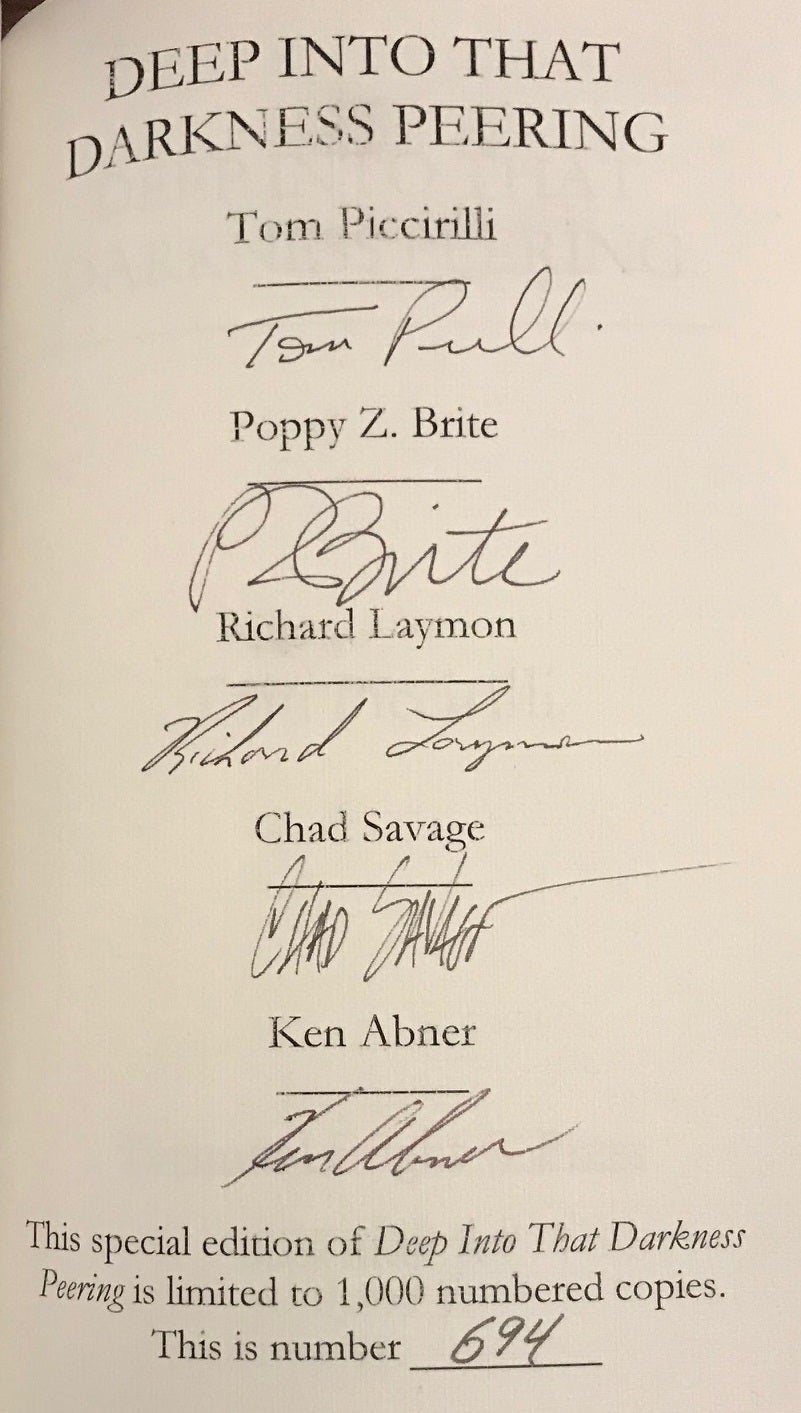 DEEP INTO THAT
DARKNESS PEERING
Tom Piccirilli
Tom Picll.
Poppy Z. Brite
PZBrite
Richard Laymon
Richard Laymon
Chad Savage
CHAD SAVAGE
Ken Abner
Ken Abner
This special edition of Deep Into That Darkness
Peering is limited to 1,000 numbered copies.
This is number 694